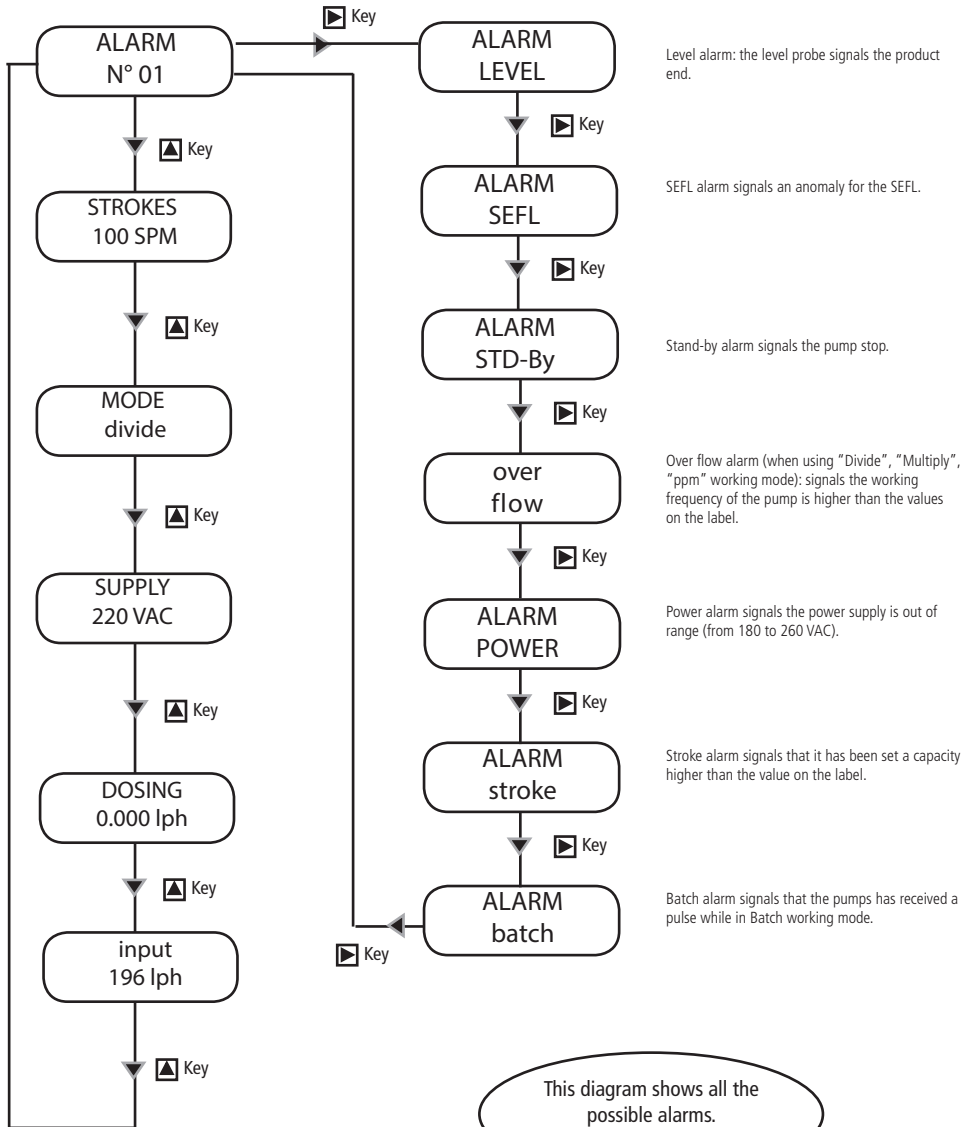 Key
ALARM
N° 01
Key
STROKES
100 SPM
Key
MODE
divide
Key
SUPPLY
220 VAC
Key
DOSING
0.000 lph
Key
input
196 lph
Key
ALARM
LEVEL
Level alarm: the level probe signals the product
end.
Key
ALARM
SEFL
SEFL alarm signals an anomaly for the SEFL.
Key
ALARM
STD-By
Stand-by alarm signals the pump stop.
Key
over
flow
Over flow alarm (when using "Divide", "Multiply",
"ppm" working mode): signals the working
frequency of the pump is higher than the values
on the label.
Key
ALARM
POWER
Power alarm signals the power supply is out of
range (from 180 to 260 VAC).
Key
ALARM
stroke
Stroke alarm signals that it has been set a capacity
higher than the value on the label.
Key
ALARM
batch
Batch alarm signals that the pumps has received a
pulse while in Batch working mode.
Key
This diagram shows all the
possible alarms.